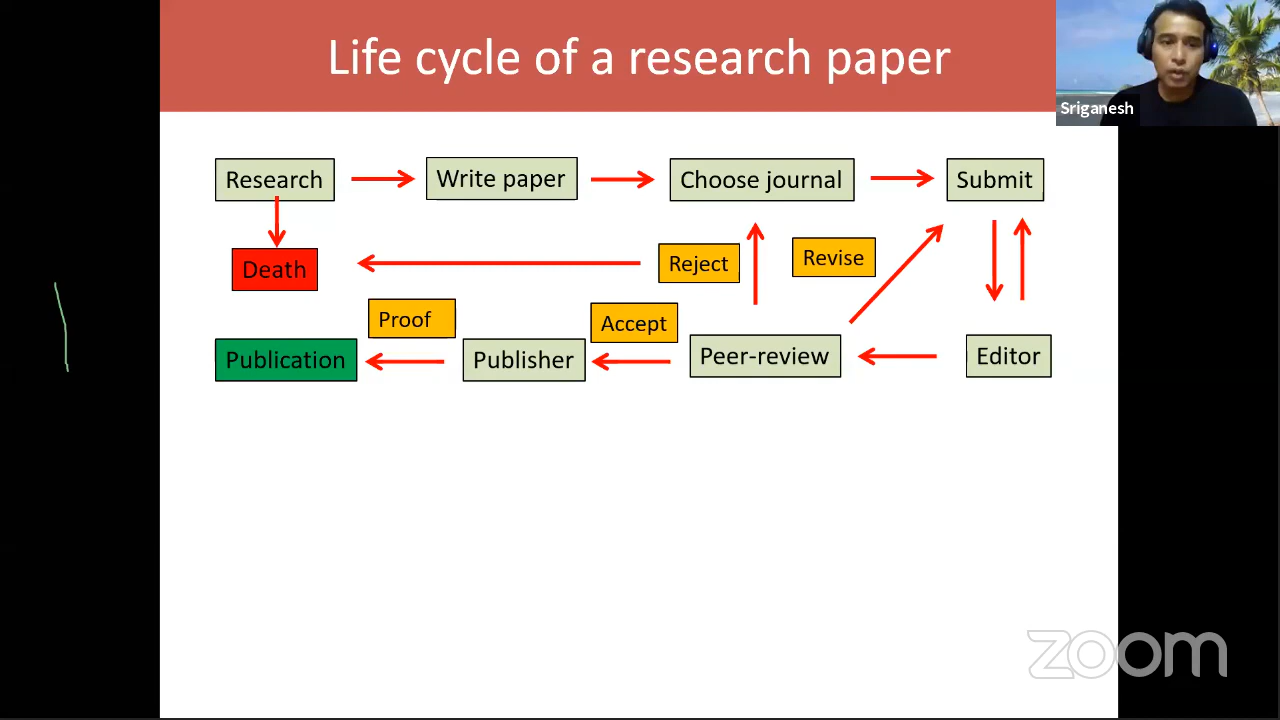 Life cycle of a research paper
Sriganesh
Research
Write paper
Choose journal
Submit
Death
Reject
Revise
Proof
Accept
Publication
Publisher
Peer-review
Editor
zoom